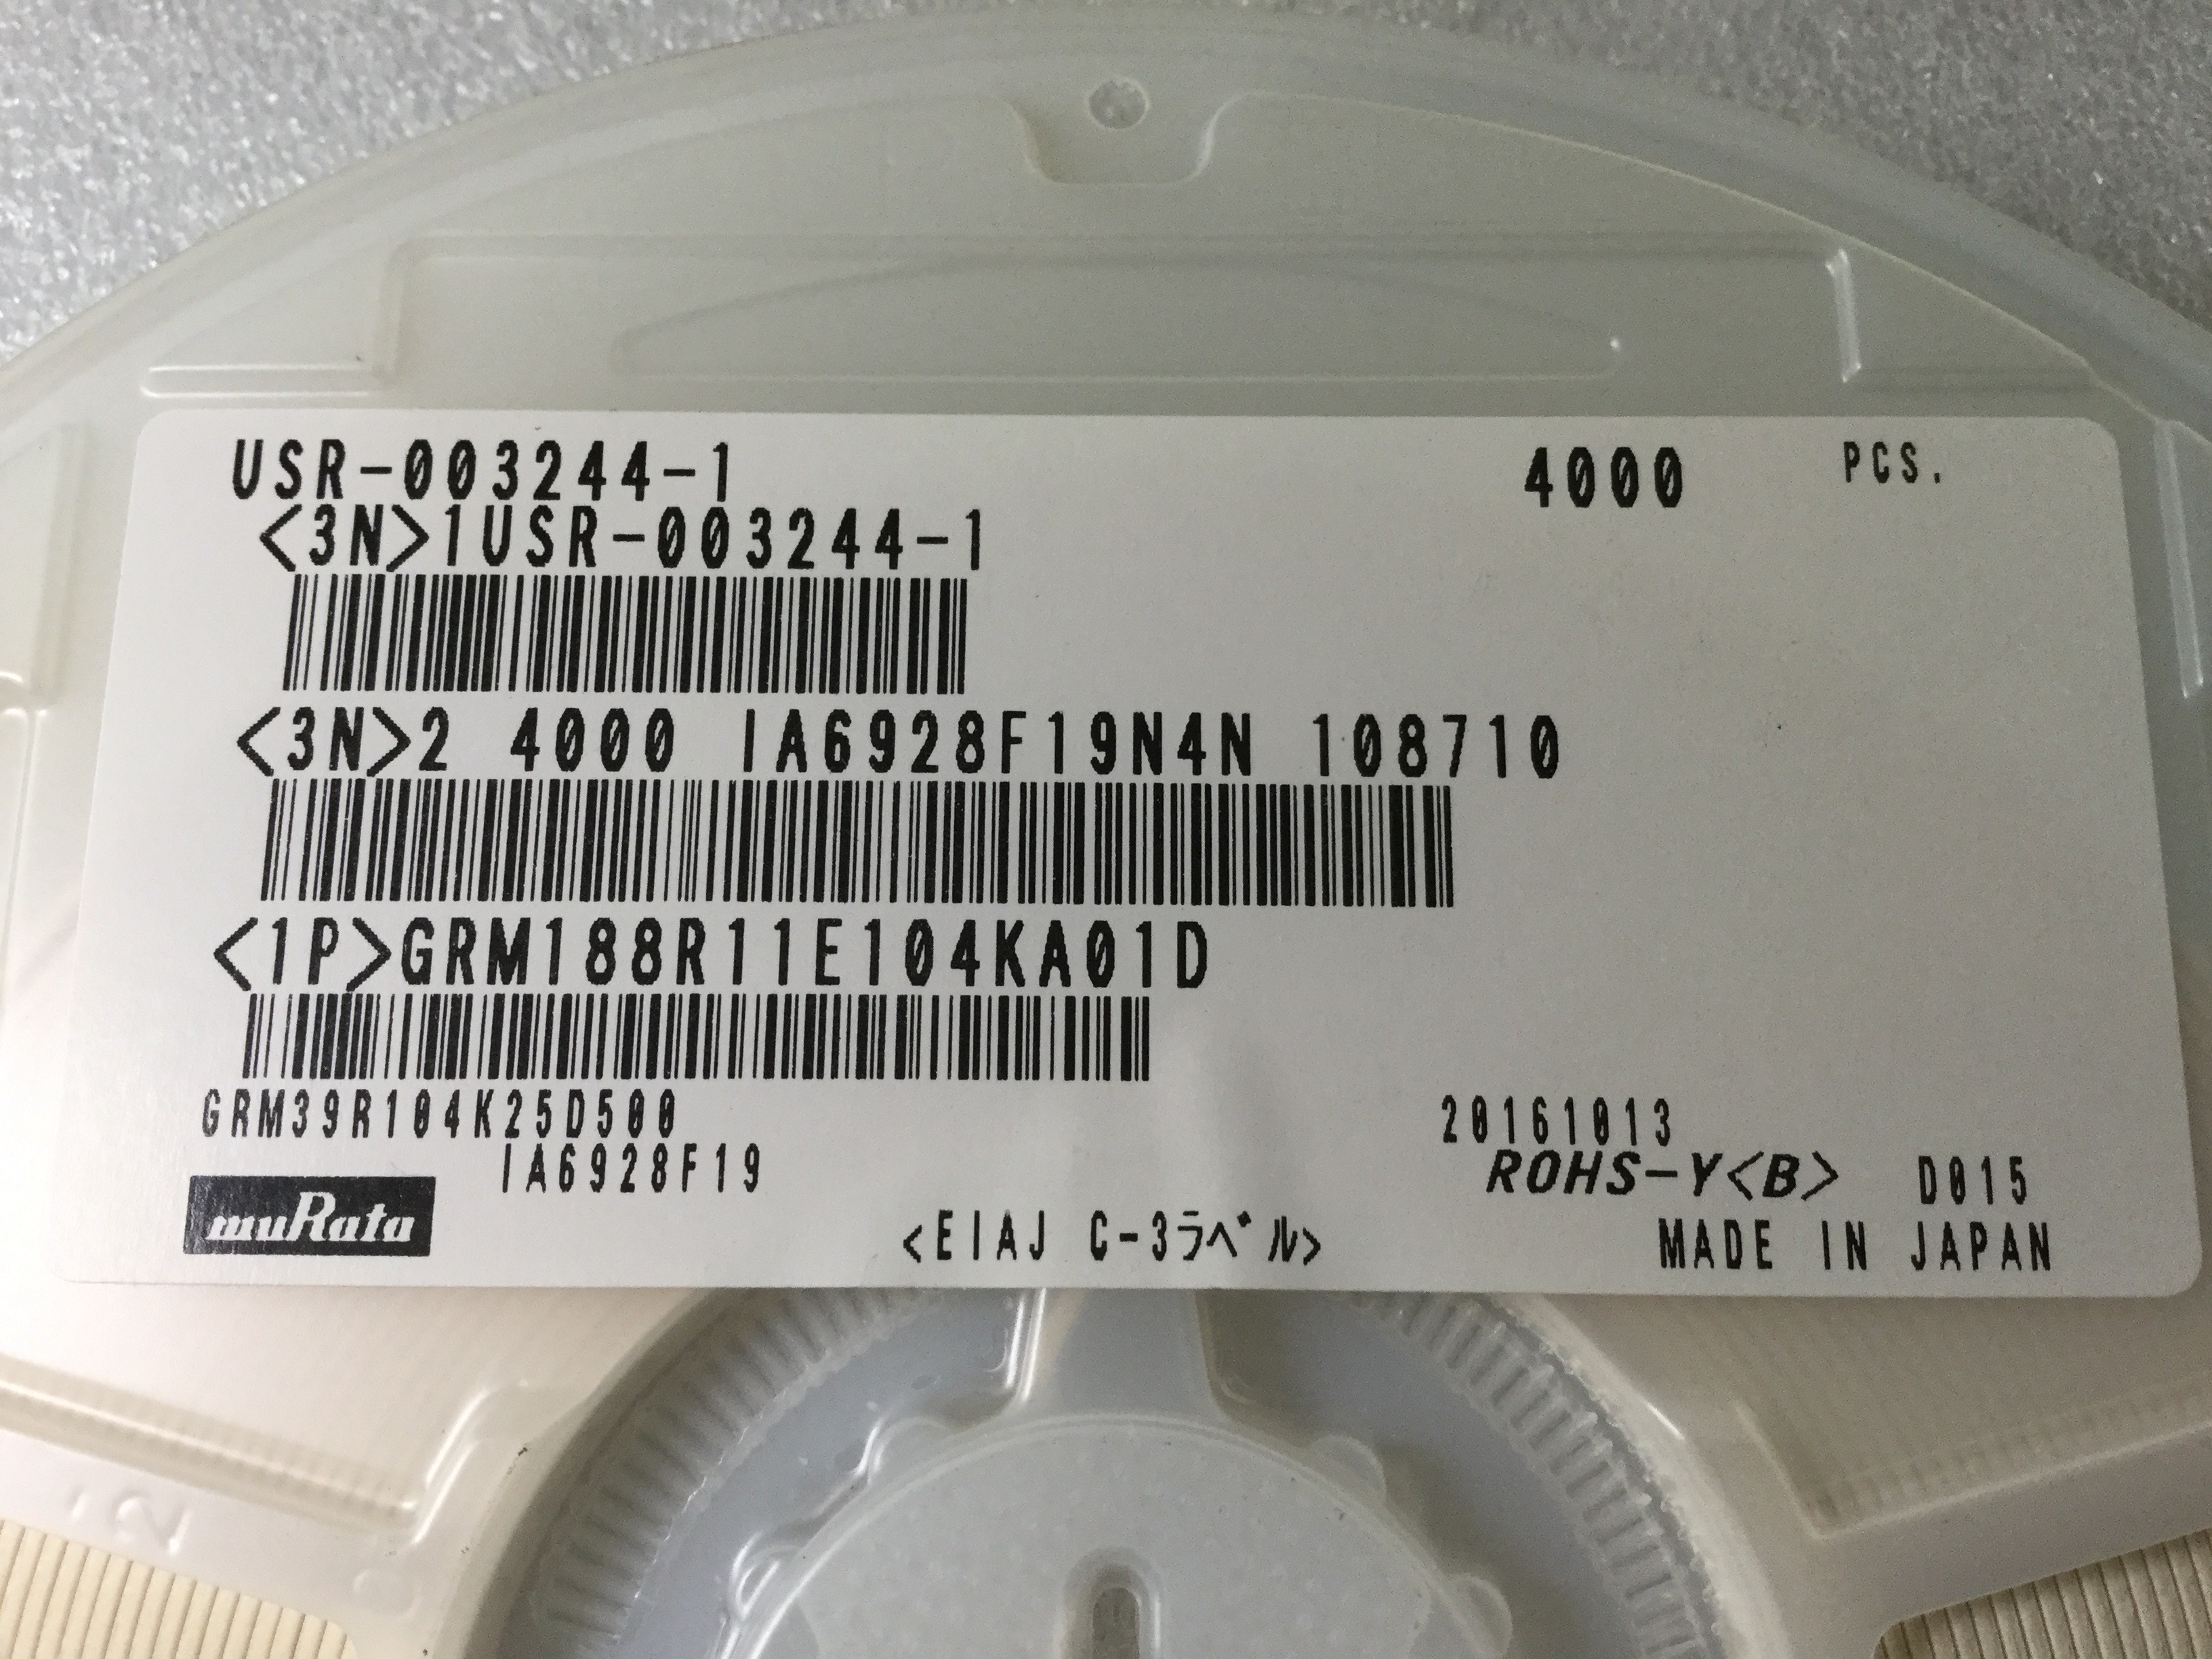 USR-003244-1 4000 PCS.
<3N>1USR-003244-1
<3N>2 4000 IA6928F19N4N 108710
<1P>GRM188R11E104KA01D
GRM39R104K25D500 20161013
IA6928F19 ROHS-Y<B> D015
muRata <EIAJ C-3ラベル> MADE IN JAPAN
12